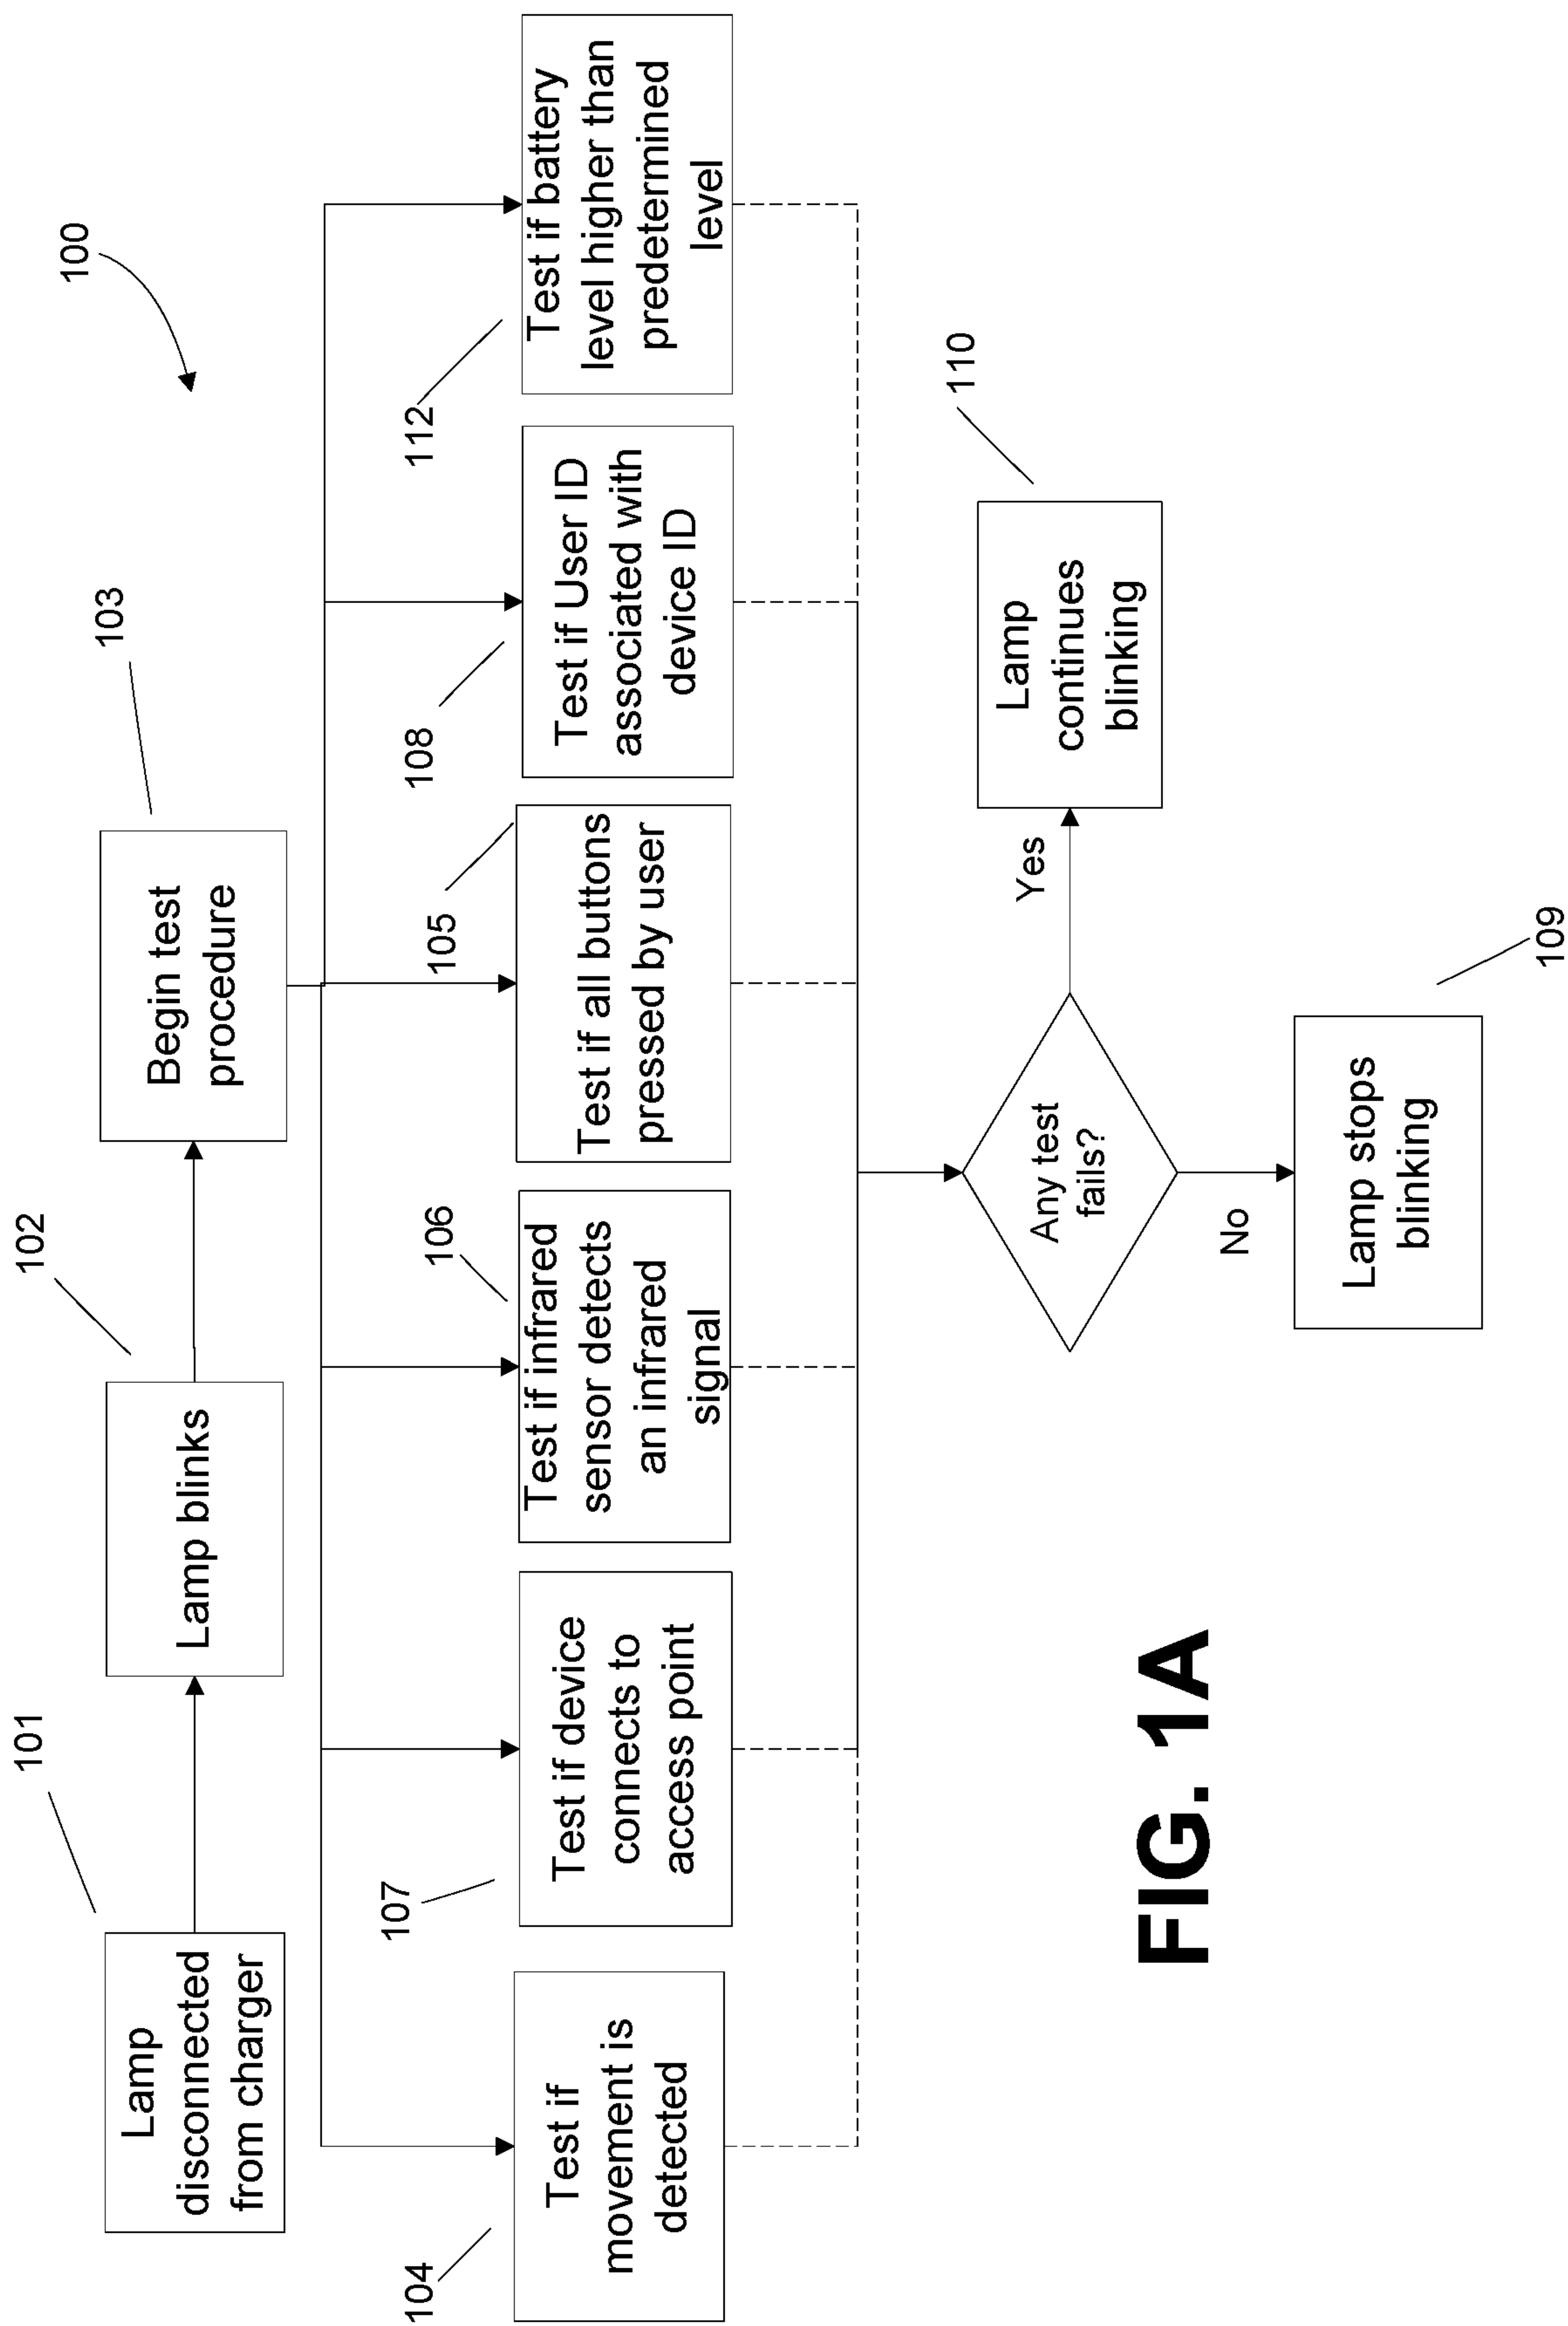 100
101
Lamp
disconnected
from charger
102
Lamp blinks
103
Begin test
procedure
104
Test if
movement is
detected
107
Test if device
connects to
access point
106
Test if infrared
sensor detects
an infrared
signal
105
Test if all buttons
pressed by user
108
Test if User ID
associated with
device ID
112
Test if battery
level higher than
predetermined
level
Any test
fails?
Yes
110
Lamp
continues
blinking
No
109
Lamp stops
blinking
FIG. 1A